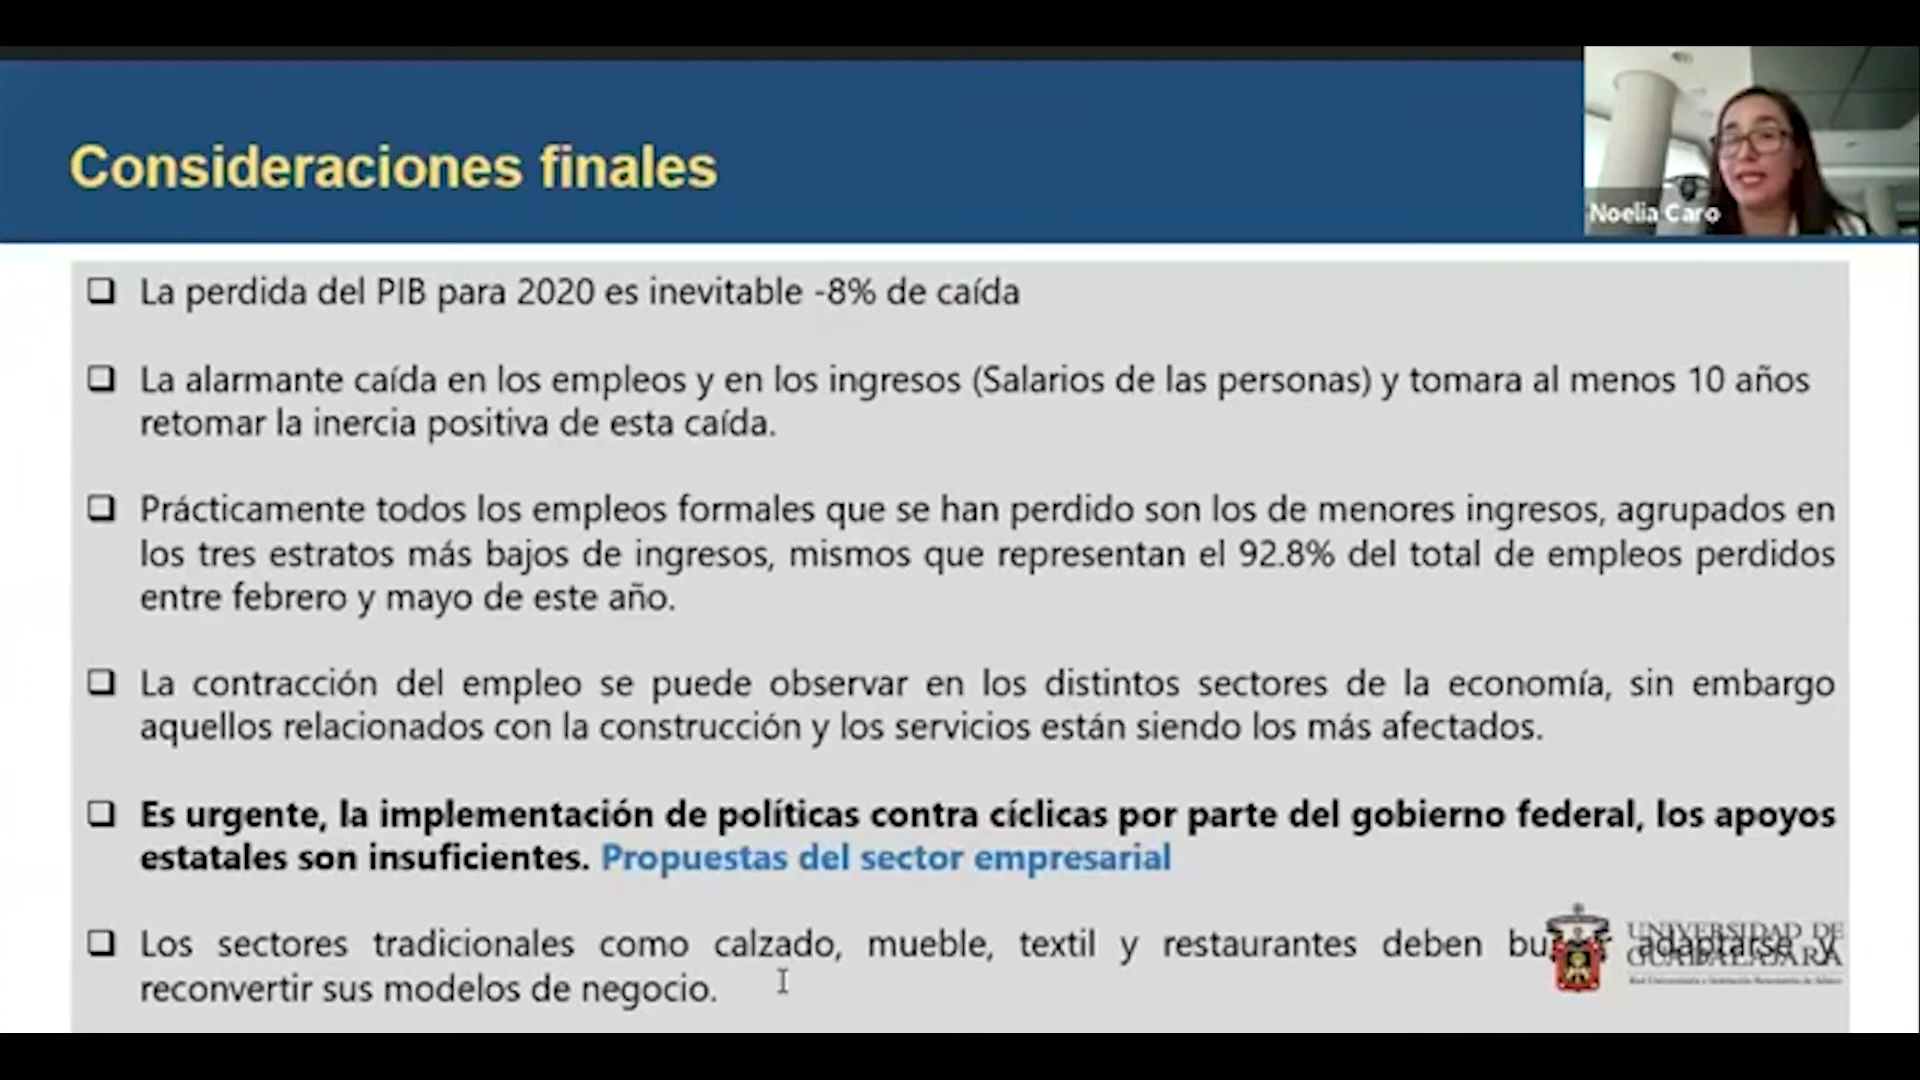 Consideraciones finales
Noelia Caro
La perdida del PIB para 2020 es inevitable -8% de caída
La alarmante caída en los empleos y en los ingresos (Salarios de las personas) y tomara al menos 10 años
retomar la inercia positiva de esta caída.
Prácticamente todos los empleos formales que se han perdido son los de menores ingresos, agrupados en
los tres estratos más bajos de ingresos, mismos que representan el 92.8% del total de empleos perdidos
entre febrero y mayo de este año.
La contracción del empleo se puede observar en los distintos sectores de la economía, sin embargo
aquellos relacionados con la construcción y los servicios están siendo los más afectados.
Es urgente, la implementación de políticas contra cíclicas por parte del gobierno federal, los apoyos
estatales son insuficientes. Propuestas del sector empresarial
Los sectores tradicionales como calzado, mueble, textil y restaurantes deben adaptarse y
reconvertir sus modelos de negocio.
UNIVERSIDAD DE
GUADALAJARA